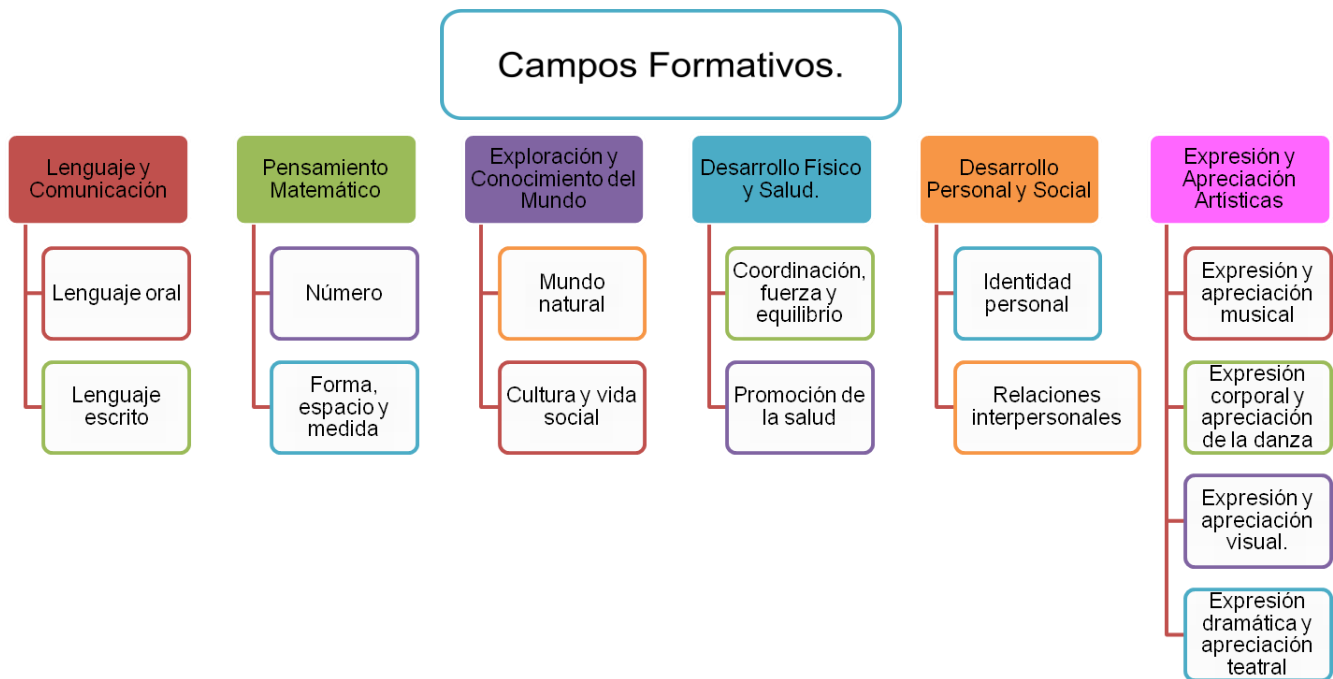 Campos Formativos.
Lenguaje y
Comunicación
Lenguaje oral
Lenguaje
escrito
Pensamiento
Matemático
Número
Forma,
espacio y
medida
Exploración y
Conocimiento del
Mundo
Mundo
natural
Cultura y vida
social
Desarrollo Físico
y Salud.
Coordinación,
fuerza y
equilibrio
Promoción de
la salud
Desarrollo
Personal y Social
Identidad
personal
Relaciones
interpersonales
Expresión y
Apreciación
Artísticas
Expresión y
apreciación
musical
Expresión
corporal y
apreciación
de la danza
Expresión y
apreciación
visual.
Expresión
dramática y
apreciación
teatral